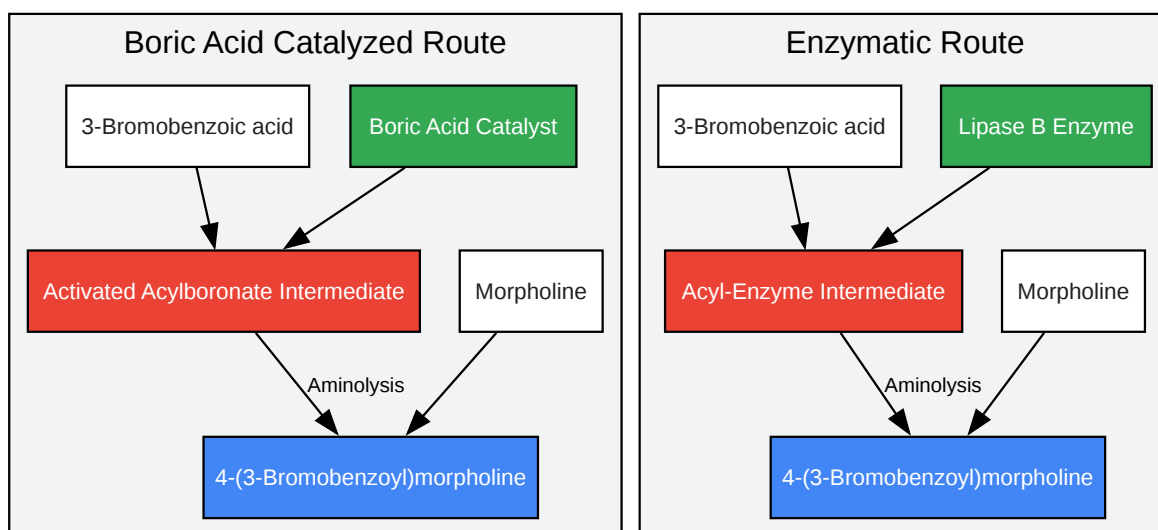 Boric Acid Catalyzed Route
3-Bromobenzoic acid
Boric Acid Catalyst
Activated Acylboronate Intermediate
Morpholine
Aminolysis
4-(3-Bromobenzoyl)morpholine
Enzymatic Route
3-Bromobenzoic acid
Lipase B Enzyme
Acyl-Enzyme Intermediate
Morpholine
Aminolysis
4-(3-Bromobenzoyl)morpholine